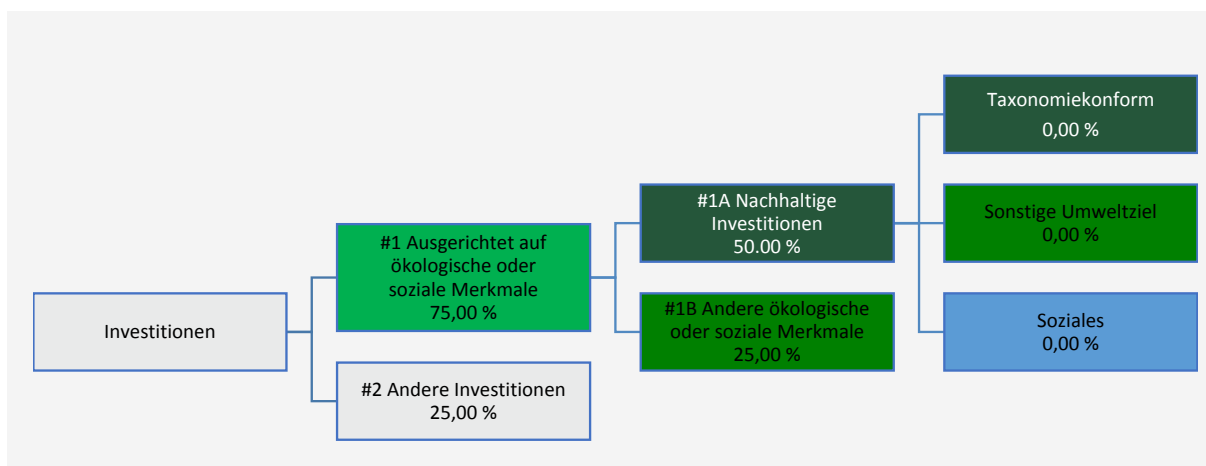 Investitionen
#1 Ausgerichtet auf
ökologische oder
soziale Merkmale
75,00 %
#2 Andere Investitionen
25,00 %
#1A Nachhaltige
Investitionen
50.00 %
#1B Andere ökologische
oder soziale Merkmale
25,00 %
Taxonomiekonform
0,00 %
Sonstige Umweltziel
0,00 %
Soziales
0,00 %